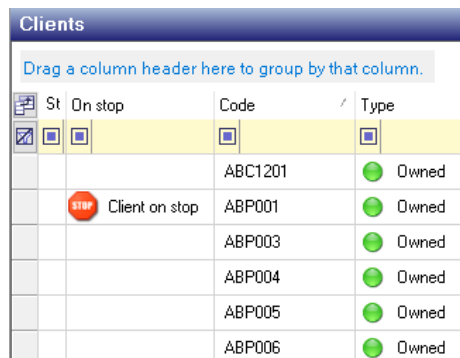 Clients
Drag a column header here to group by that column.
St On stop Code Type
ABC1201 Owned
STOP Client on stop ABP001 Owned
ABP003 Owned
ABP004 Owned
ABP005 Owned
ABP006 Owned